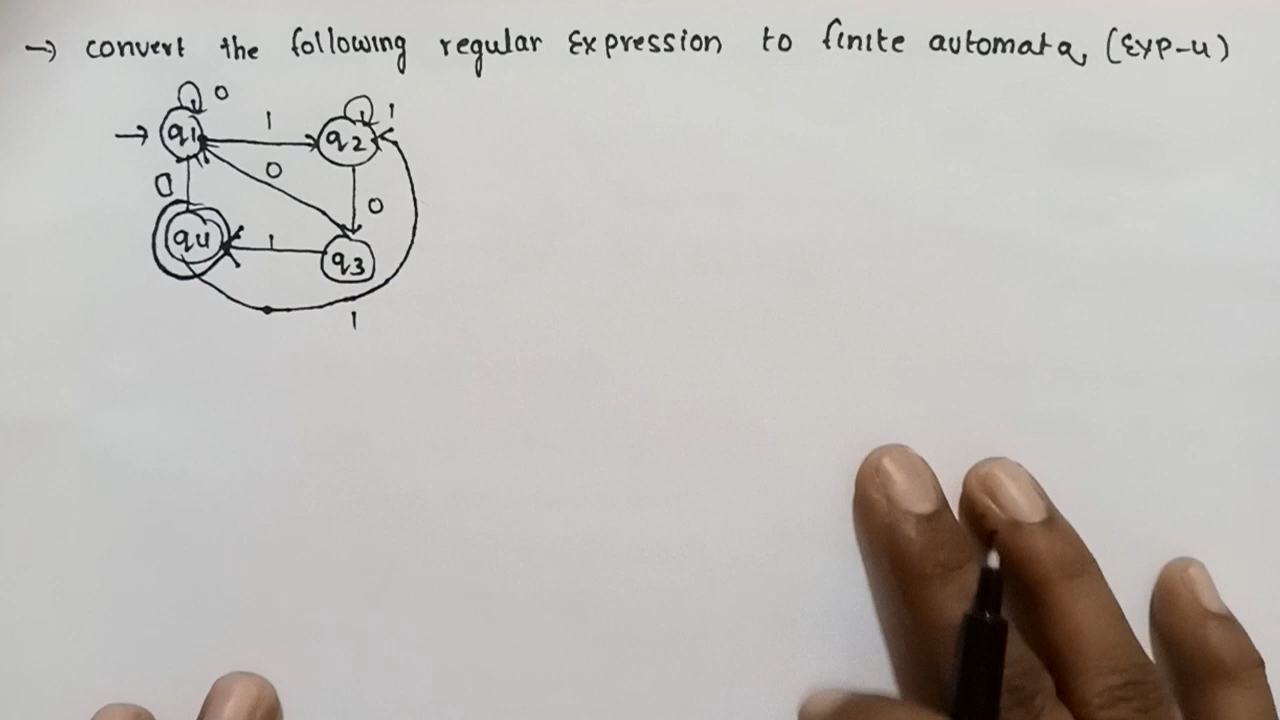 → convert the following regular Expression to finite automata, (Exp-4)
0
1
q1
1
q2
0
0
0
q4
1
q3
1